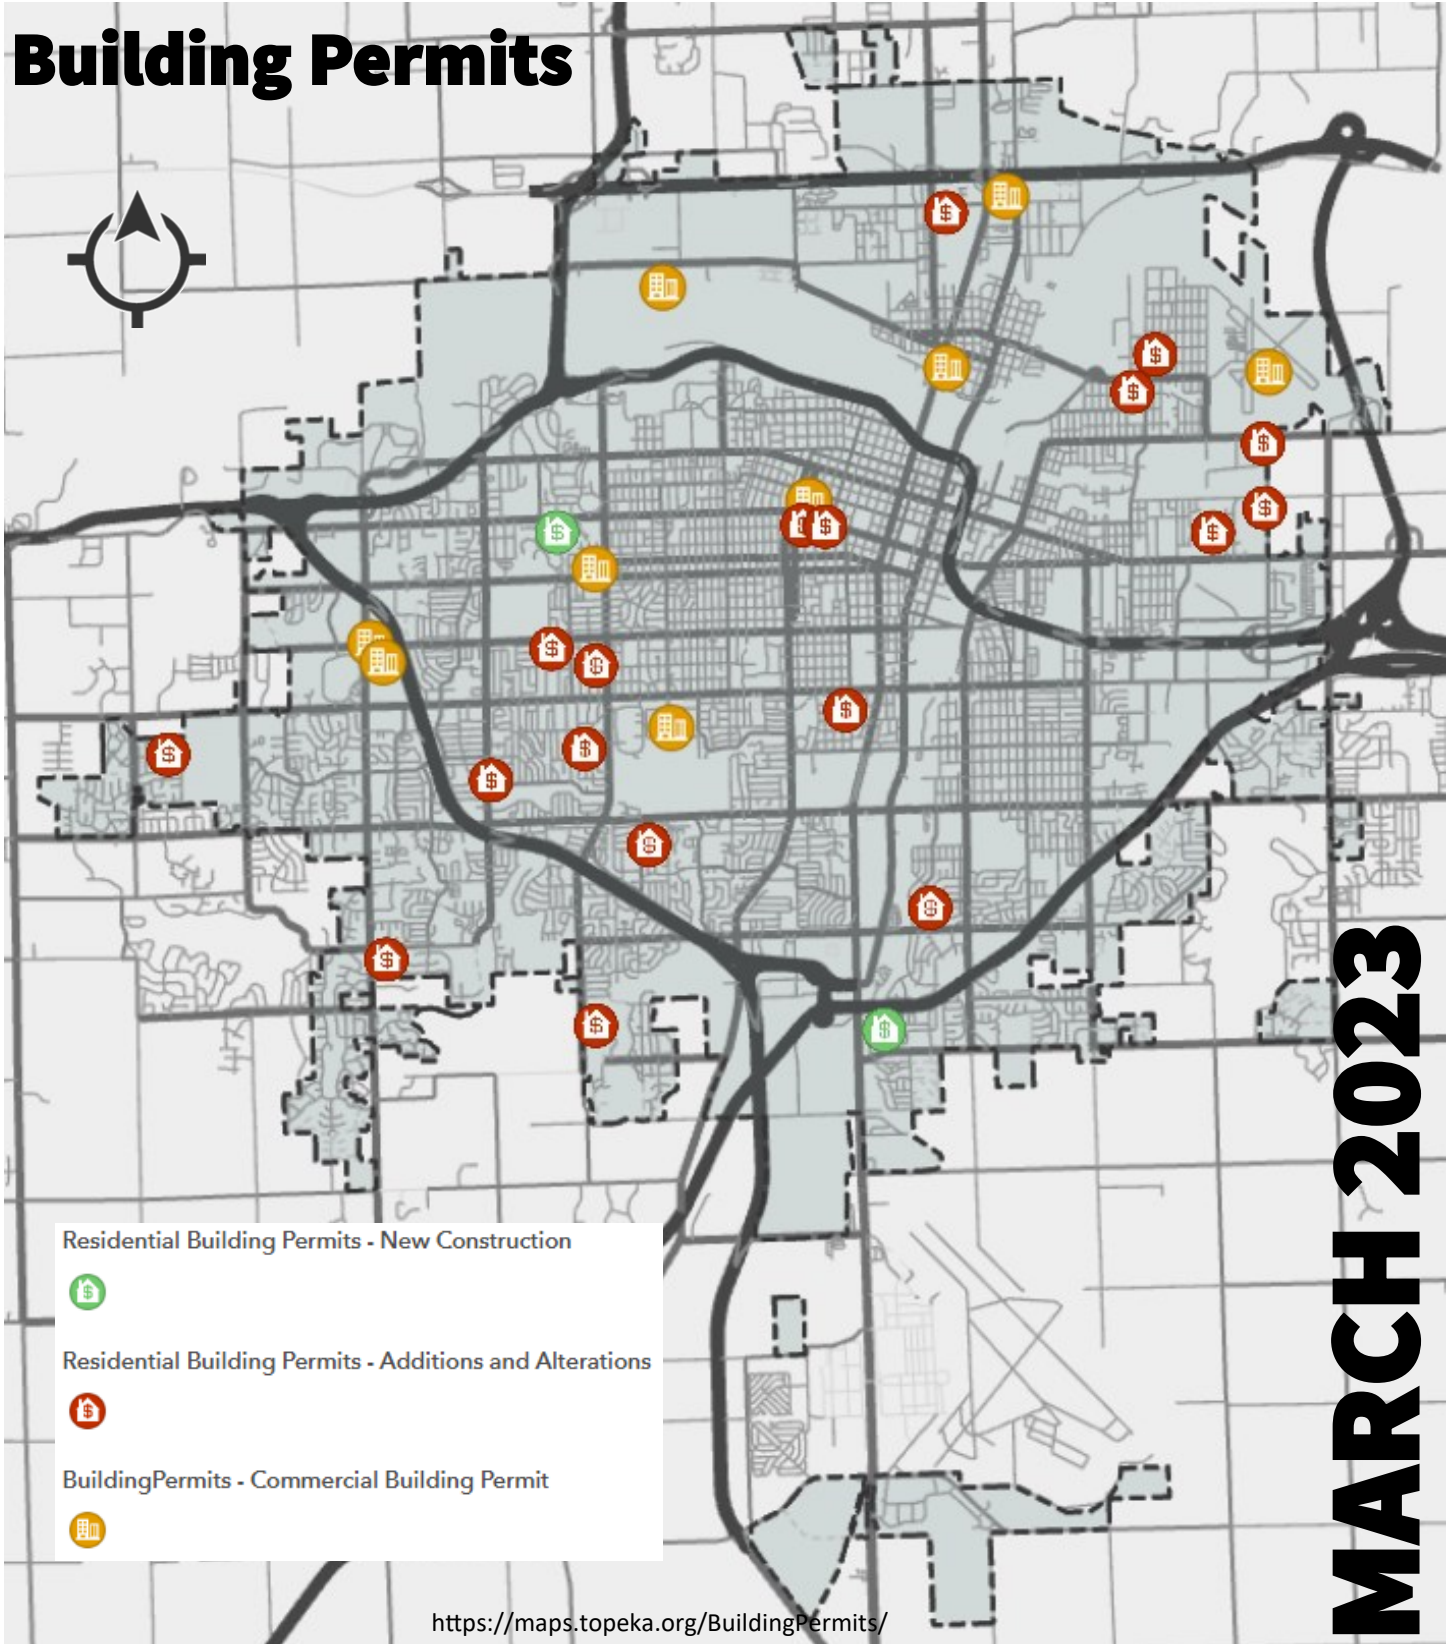 Building Permits
Residential Building Permits - New Construction
Residential Building Permits - Additions and Alterations
BuildingPermits - Commercial Building Permit
https://maps.topeka.org/BuildingPermits/
MARCH 2023